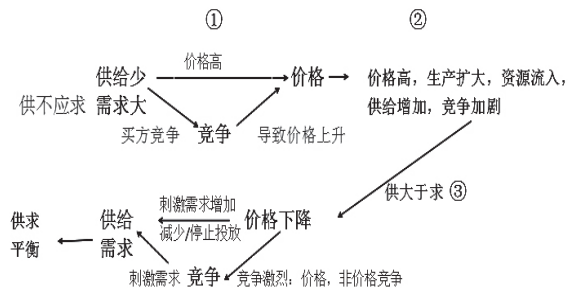 ① ②
供给少 价格高 价格 价格高，生产扩大，资源流入，
供不应求 需求大 供给增加，竞争加剧
买方竞争 竞争 导致价格上升
供大于求 ③
刺激需求增加
供求 供给 价格下降
减少/停止投放
平衡 需求
刺激需求 竞争 竞争激烈：价格，非价格竞争